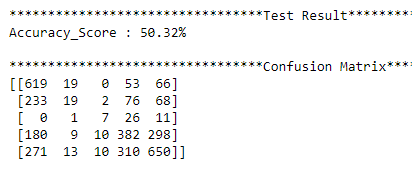 *********************************Test Result*********
Accuracy_Score : 50.32%
*********************************Confusion Matrix****
[[619 19 0 53 66]
[233 19 2 76 68]
[ 0 1 7 26 11]
[180 9 10 382 298]
[271 13 10 310 650]]